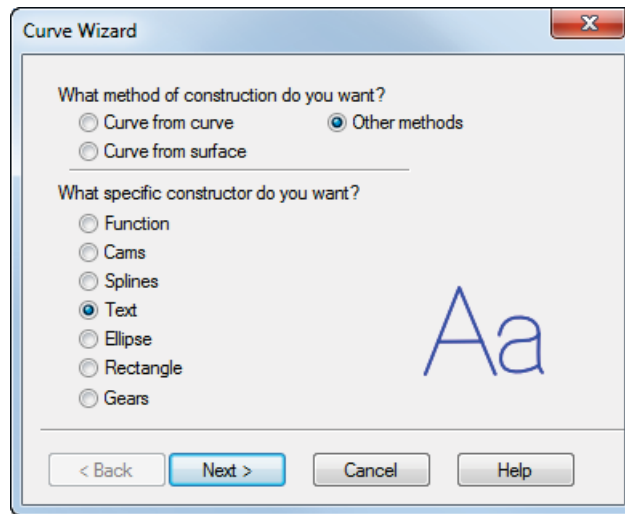 Curve Wizard
What method of construction do you want?
Curve from curve
Other methods
Curve from surface
What specific constructor do you want?
Function
Cams
Splines
Text
Ellipse
Rectangle
Gears
Aa
< Back
Next >
Cancel
Help